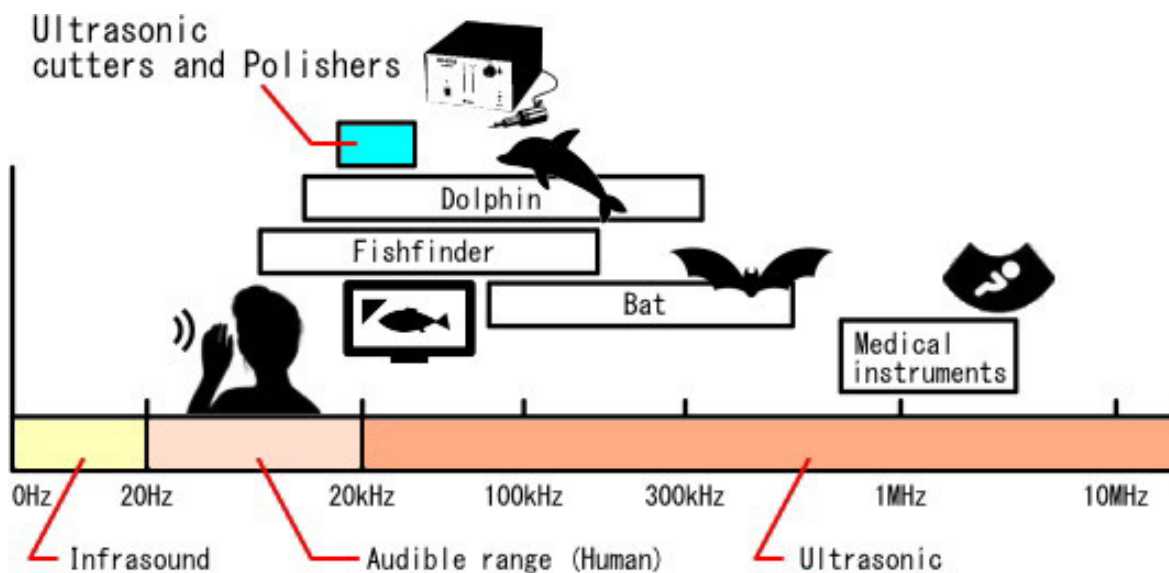 Ultrasonic
cutters and Polishers
Dolphin
Fishfinder
Bat
Medical
instruments
0Hz
20Hz
20kHz
100kHz
300kHz
1MHz
10MHz
Infrasound
Audible range (Human)
Ultrasonic